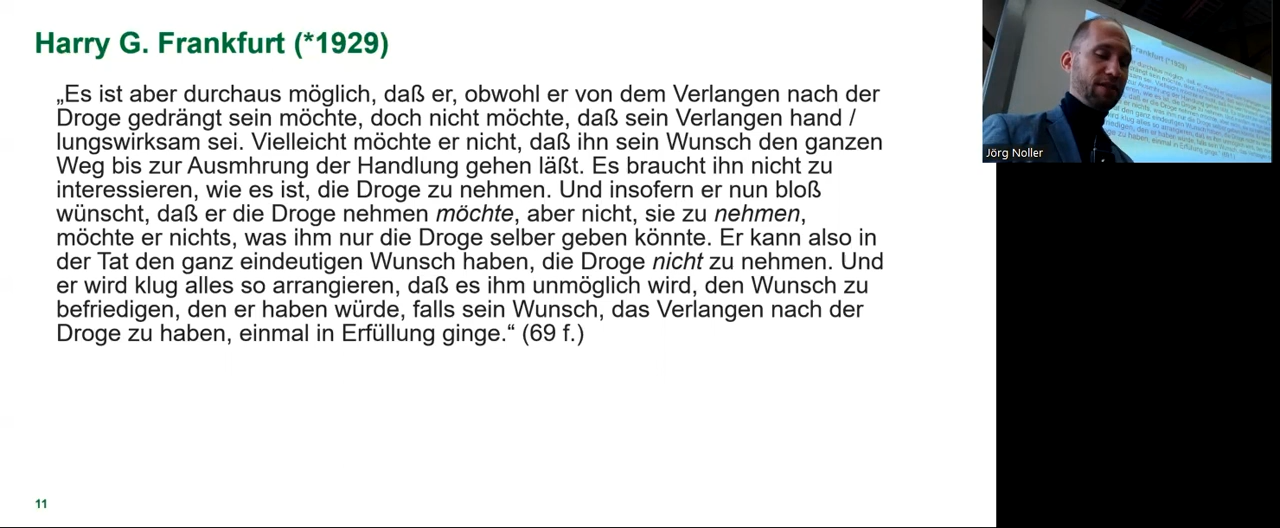 Harry G. Frankfurt (*1929)
„Es ist aber durchaus möglich, daß er, obwohl er von dem Verlangen nach der
Droge gedrängt sein möchte, doch nicht möchte, daß sein Verlangen hand /
lungswirksam sei. Vielleicht möchte er nicht, daß ihn sein Wunsch den ganzen
Weg bis zur Ausmhrung der Handlung gehen läßt. Es braucht ihn nicht zu
interessieren, wie es ist, die Droge zu nehmen. Und insofern er nun bloß
wünscht, daß er die Droge nehmen möchte, aber nicht, sie zu nehmen,
möchte er nichts, was ihm nur die Droge selber geben könnte. Er kann also in
der Tat den ganz eindeutigen Wunsch haben, die Droge nicht zu nehmen. Und
er wird klug alles so arrangieren, daß es ihm unmöglich wird, den Wunsch zu
befriedigen, den er haben würde, falls sein Wunsch, das Verlangen nach der
Droge zu haben, einmal in Erfüllung ginge.“ (69 f.)
11
Jörg Noller